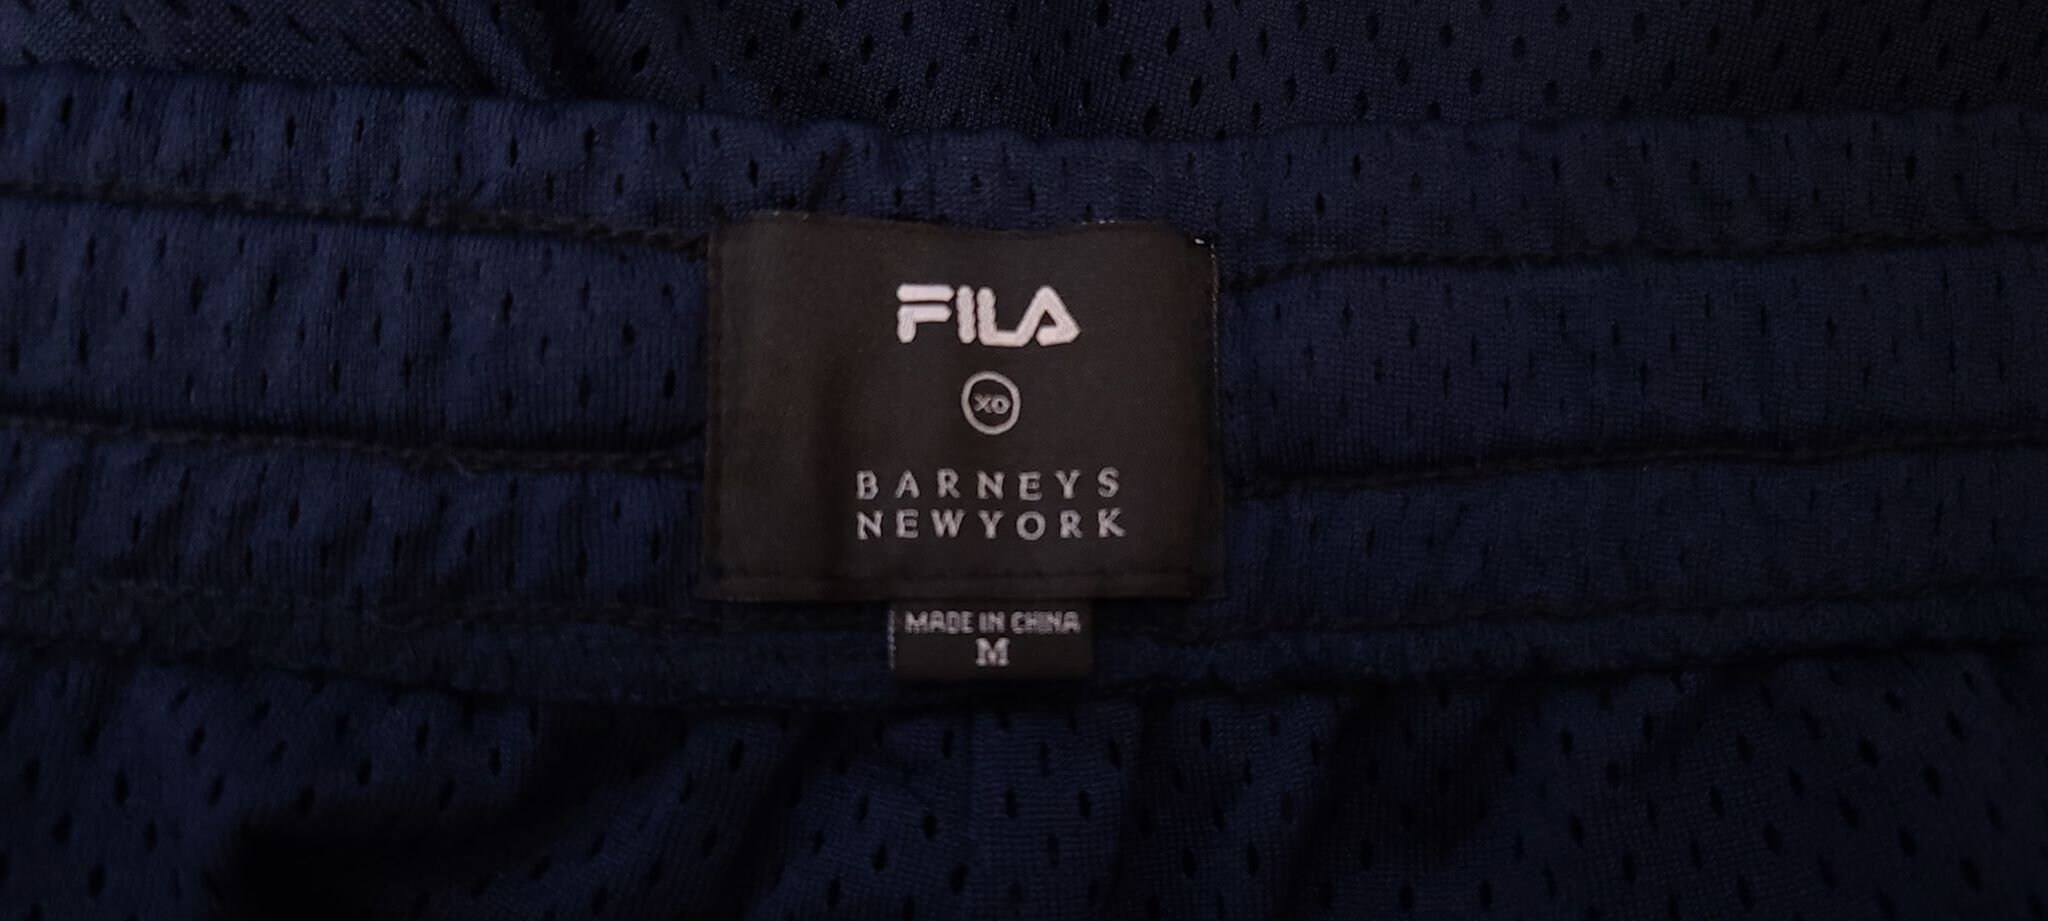 FILA
XO
BARNEYS
NEWYORK
MADE IN CHINA
M